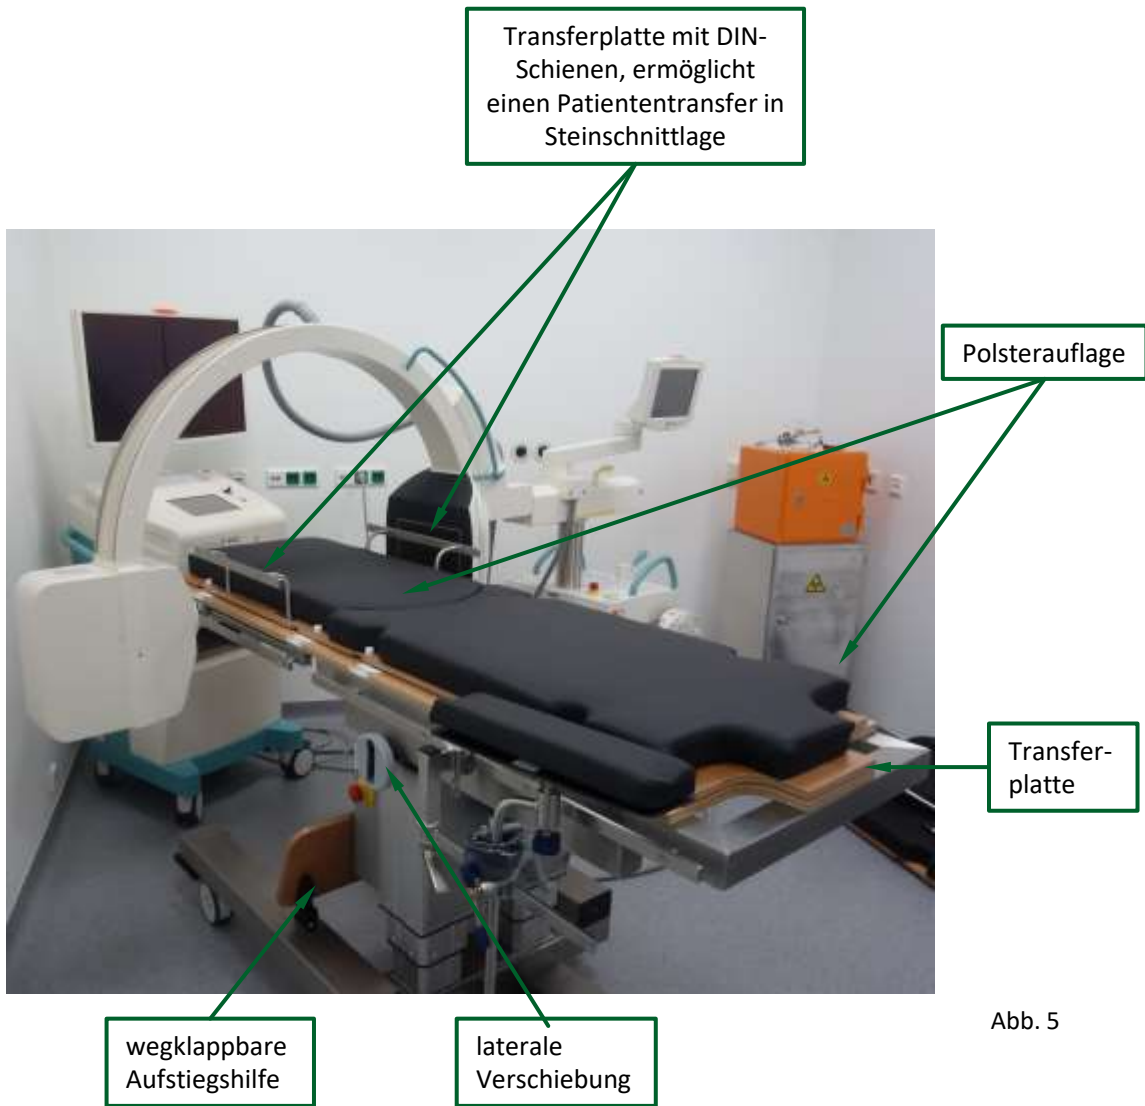 Transferplatte mit DIN-
Schienen, ermöglicht
einen Patiententransfer in
Steinschnittlage
Polsterauflage
Transfer-
platte
Abb. 5
wegklappbare
Aufstiegshilfe
laterale
Verschiebung